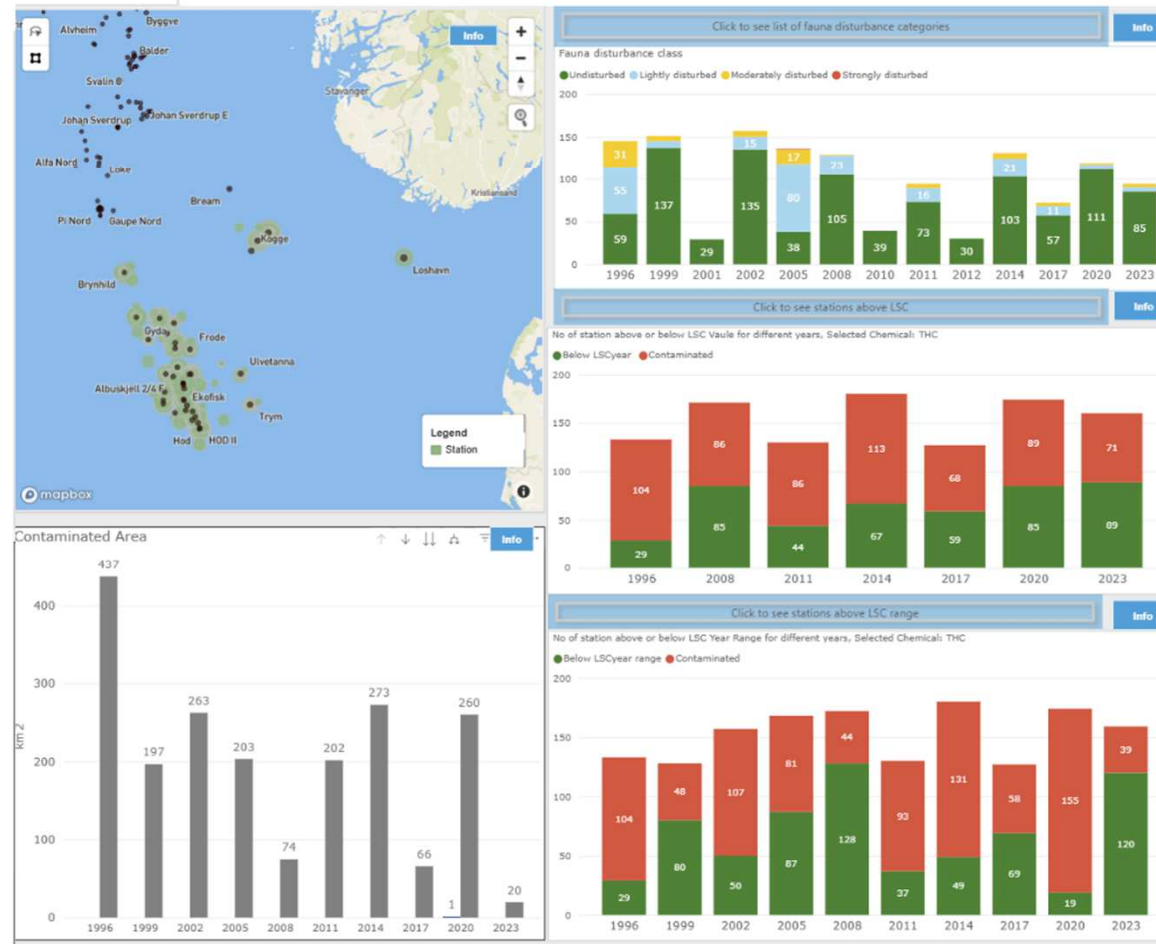 Alvheim
Byggve
Balder
Svalin
Johan Sverdrup
Johan Sverdrup E
Alfa Nord
Loke
Pi Nord
Gaupe Nord
Bream
Kogge
Brynhild
Loshavn
Gyda
Frode
Ulvetanna
Albuskjell 2/4 F
Ekofisk
Trym
Hod
HOD II
Stavanger
Kristiansand
Info
Legend
Station
mapbox
Contaminated Area
Info
km 2
400
300
200
100
0
437
197
263
203
74
202
273
66
1
260
20
1996 1999 2002 2005 2008 2011 2014 2017 2020 2023
Click to see list of fauna disturbance categories
Info
Fauna disturbance class
Undisturbed Lightly disturbed Moderately disturbed Strongly disturbed
200
150
100
50
0
31
55
59
137
29
15
135
17
80
38
23
105
39
16
73
30
21
103
11
57
111
85
1996 1999 2001 2002 2005 2008 2010 2011 2012 2014 2017 2020 2023
Click to see stations above LSC
Info
No of station above or below LSC Vaule for different years, Selected Chemical: THC
Below LSCyear Contaminated
200
150
100
50
0
104
29
86
85
86
44
113
67
68
59
89
85
71
89
1996 2008 2011 2014 2017 2020 2023
Click to see stations above LSC range
Info
No of station above or below LSC Year Range for different years, Selected Chemical: THC
Below LSCyear range Contaminated
200
150
100
50
0
104
29
48
80
107
50
81
87
44
128
93
37
131
49
58
69
155
19
39
120
1996 1999 2002 2005 2008 2011 2014 2017 2020 2023